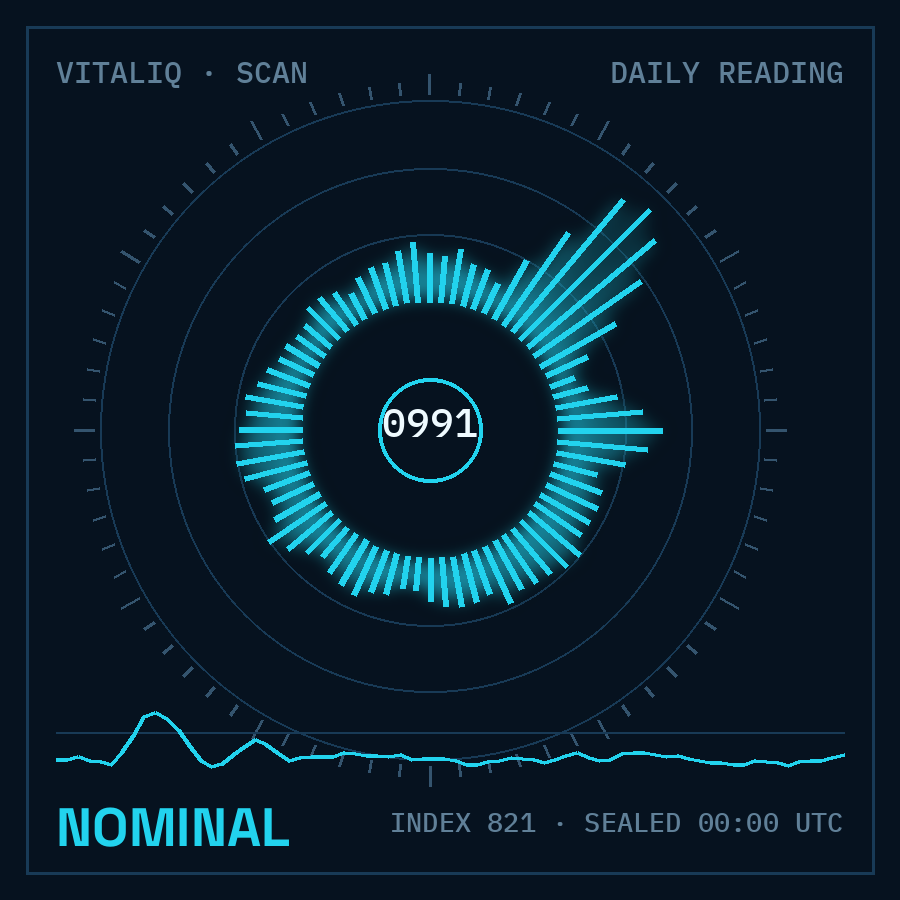 VITALIQ · SCAN
DAILY READING
0991
NOMINAL
INDEX 821 · SEALED 00:00 UTC